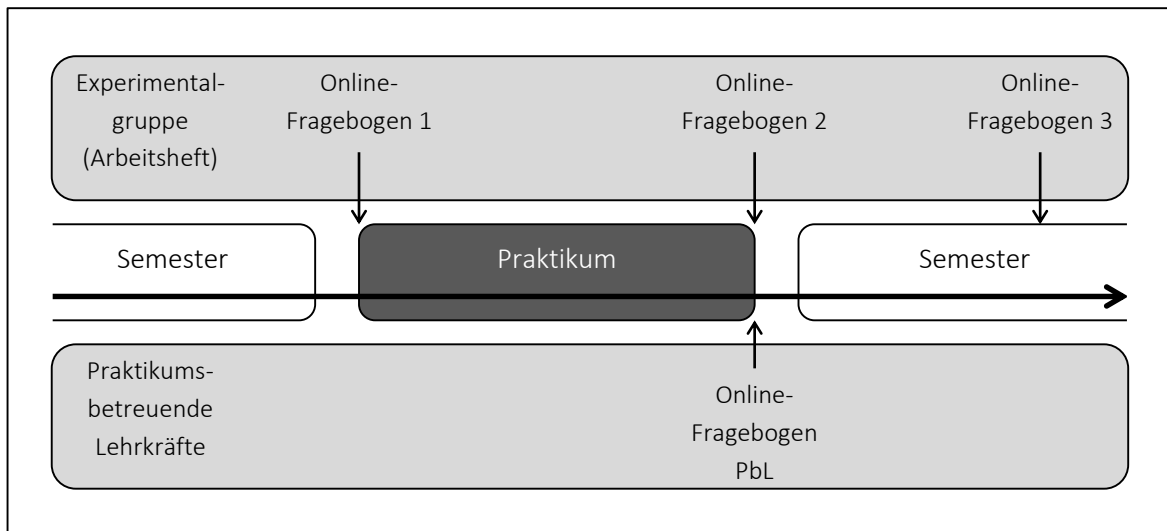 Experimental-
gruppe
(Arbeitsheft)
Online-
Fragebogen 1
Online-
Fragebogen 2
Online-
Fragebogen 3
Semester
Praktikum
Semester
Praktikums-
betreuende
Lehrkräfte
Online-
Fragebogen
PbL